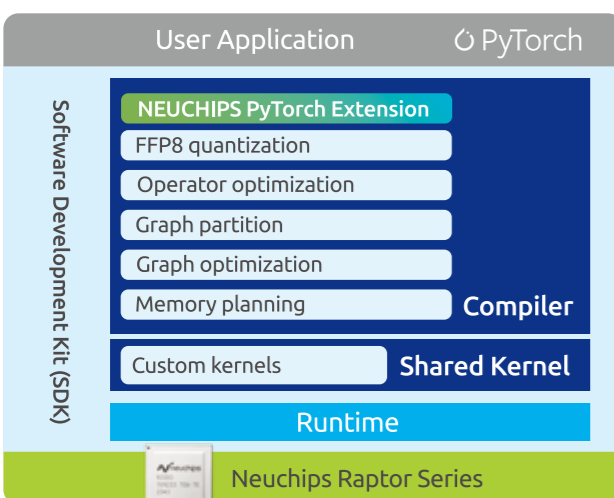 User Application
PyTorch
Software Development Kit (SDK)
NEUCHIPS PyTorch Extension
FFP8 quantization
Operator optimization
Graph partition
Graph optimization
Memory planning
Compiler
Custom kernels
Shared Kernel
Runtime
Neuchips
Neuchips Raptor Series